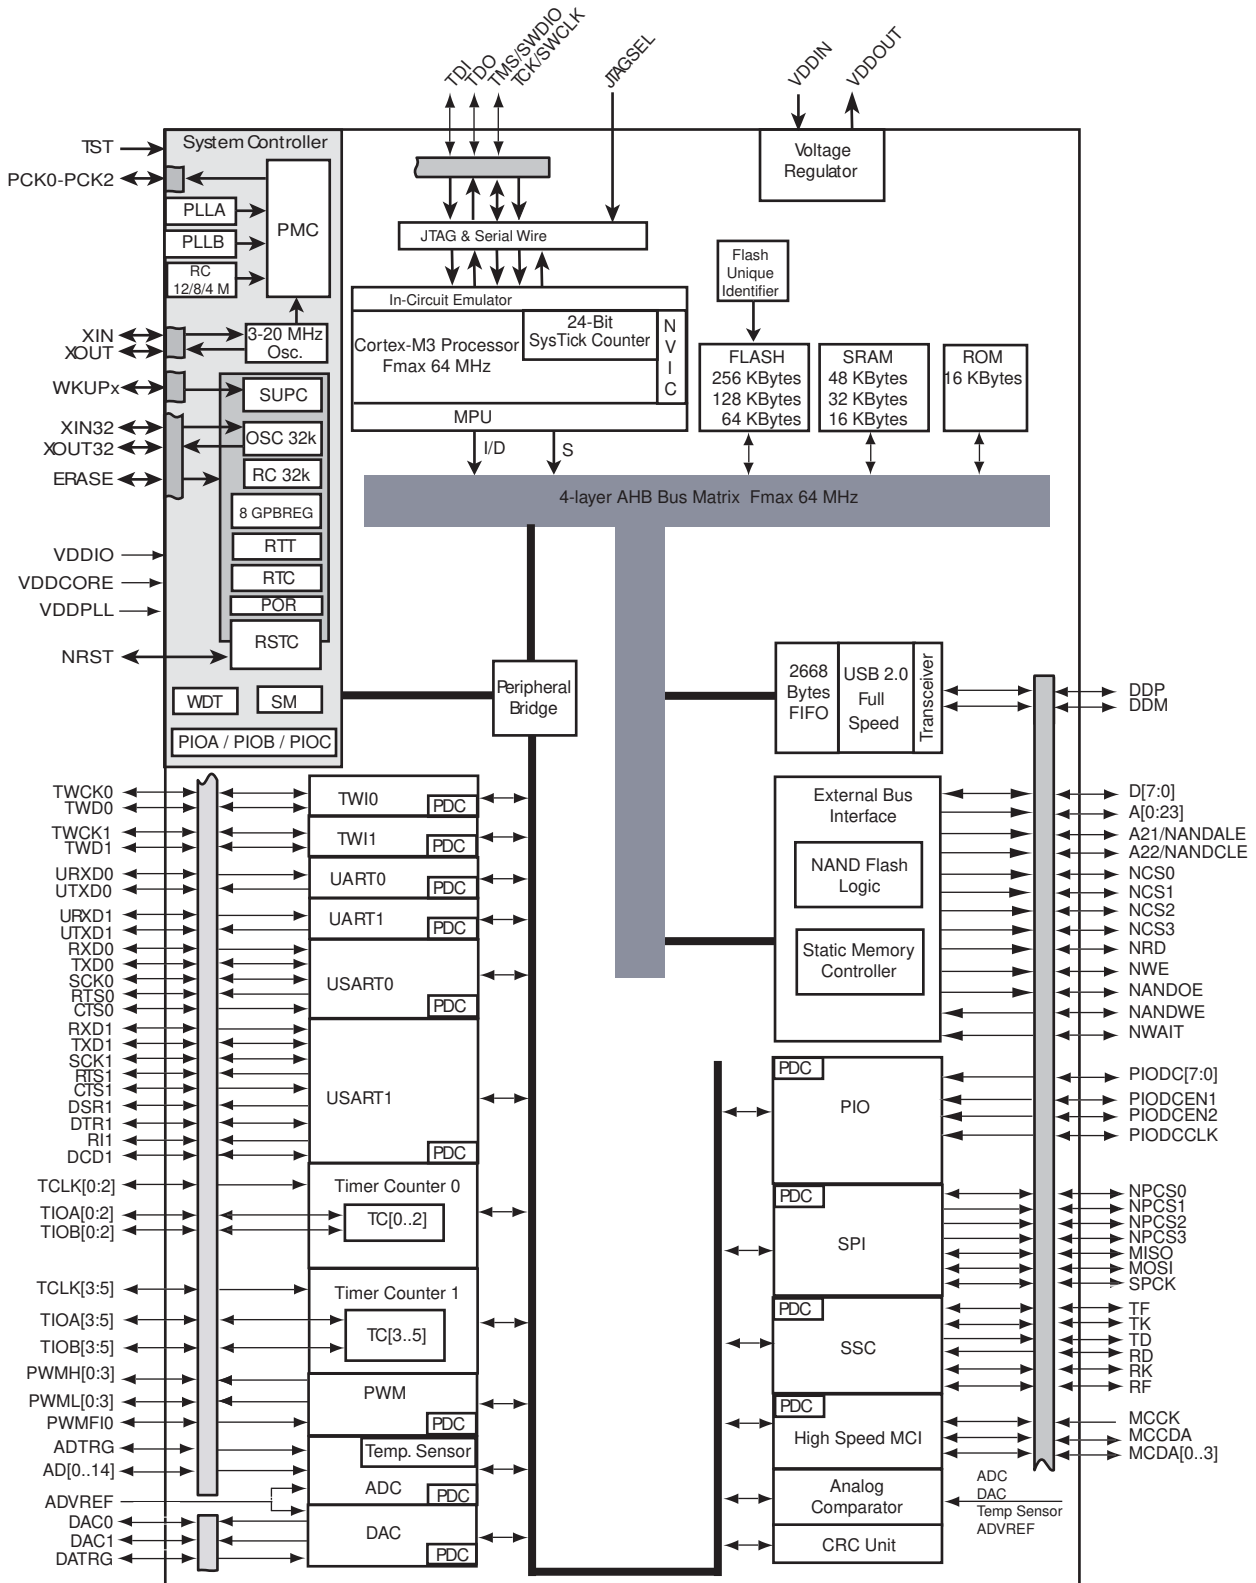 TDI
TDO
TMS/SWDIO
TCK/SWCLK
JTAGSEL
VDDIN
VDDOUT
System Controller
TST
PCK0-PCK2
PLLA
PLLB
RC
12/8/4 M
PMC
XIN
XOUT
3-20 MHz
Osc.
WKUPx
SUPC
XIN32
XOUT32
OSC 32k
ERASE
RC 32k
8 GPBREG
RTT
VDDIO
RTC
VDDCORE
POR
VDDPLL
RSTC
NRST
WDT
SM
PIOA / PIOB / PIOC
Voltage
Regulator
JTAG & Serial Wire
In-Circuit Emulator
Cortex-M3 Processor
Fmax 64 MHz
24-Bit
SysTick Counter
N
V
I
C
MPU
I/D
S
Flash
Unique
Identifier
FLASH
256 KBytes
128 KBytes
64 KBytes
SRAM
48 KBytes
32 KBytes
16 KBytes
ROM
16 KBytes
4-layer AHB Bus Matrix Fmax 64 MHz
Peripheral
Bridge
2668
Bytes
FIFO
USB 2.0
Full
Speed
Transceiver
DDP
DDM
TWCK0
TWD0
TWI0
PDC
TWCK1
TWD1
TWI1
PDC
URXD0
UTXD0
UART0
PDC
URXD1
UTXD1
UART1
PDC
RXD0
TXD0
SCK0
RTS0
CTS0
USART0
PDC
RXD1
TXD1
SCK1
RTS1
CTS1
DSR1
DTR1
RI1
DCD1
USART1
PDC
TCLK[0:2]
TIOA[0:2]
TIOB[0:2]
Timer Counter 0
TC[0..2]
TCLK[3:5]
TIOA[3:5]
TIOB[3:5]
Timer Counter 1
TC[3..5]
PWMH[0:3]
PWML[0:3]
PWMFI0
PWM
PDC
ADTRG
AD[0..14]
ADVREF
Temp. Sensor
ADC
PDC
DAC0
DAC1
DATRG
DAC
PDC
External Bus
Interface
NAND Flash
Logic
Static Memory
Controller
D[7:0]
A[0:23]
A21/NANDALE
A22/NANDCLE
NCS0
NCS1
NCS2
NCS3
NRD
NWE
NANDOE
NANDWE
NWAIT
PDC
PIO
PIODC[7:0]
PIODCEN1
PIODCEN2
PIODCCLK
PDC
SPI
NPCS0
NPCS1
NPCS2
NPCS3
MISO
MOSI
SPCK
PDC
SSC
TF
TK
TD
RD
RK
RF
PDC
High Speed MCI
MCCK
MCCDA
MCDA[0..3]
Analog
Comparator
ADC
DAC
Temp Sensor
ADVREF
CRC Unit